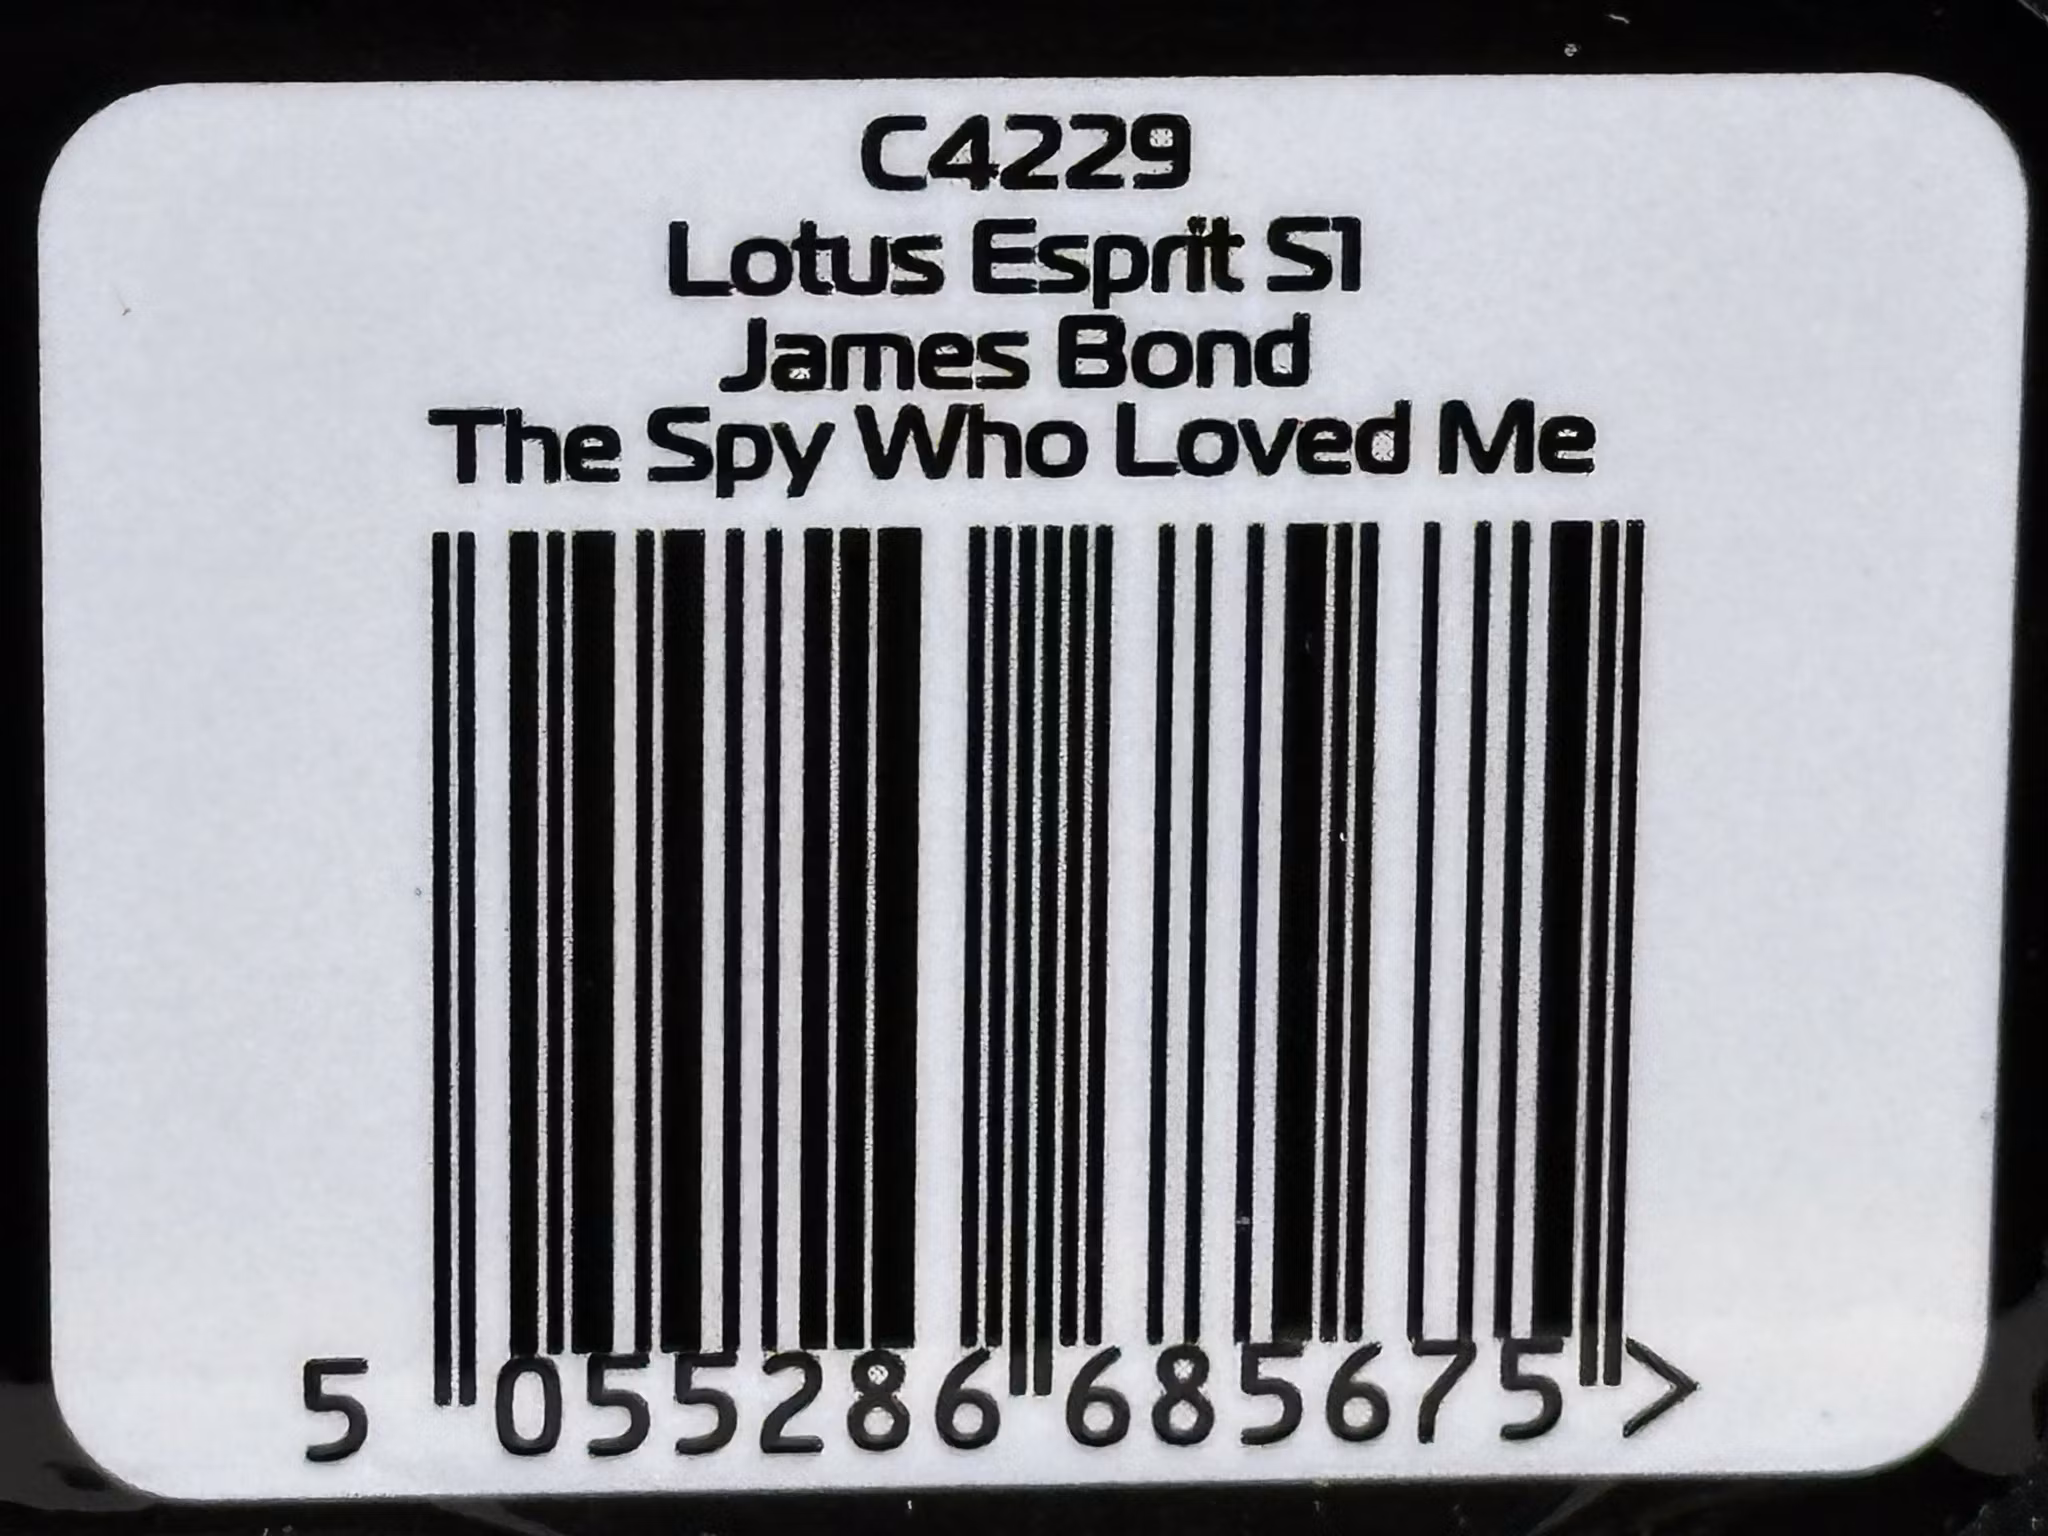 C4229
Lotus Esprit S1
James Bond
The Spy Who Loved Me
5 055286 685675 >